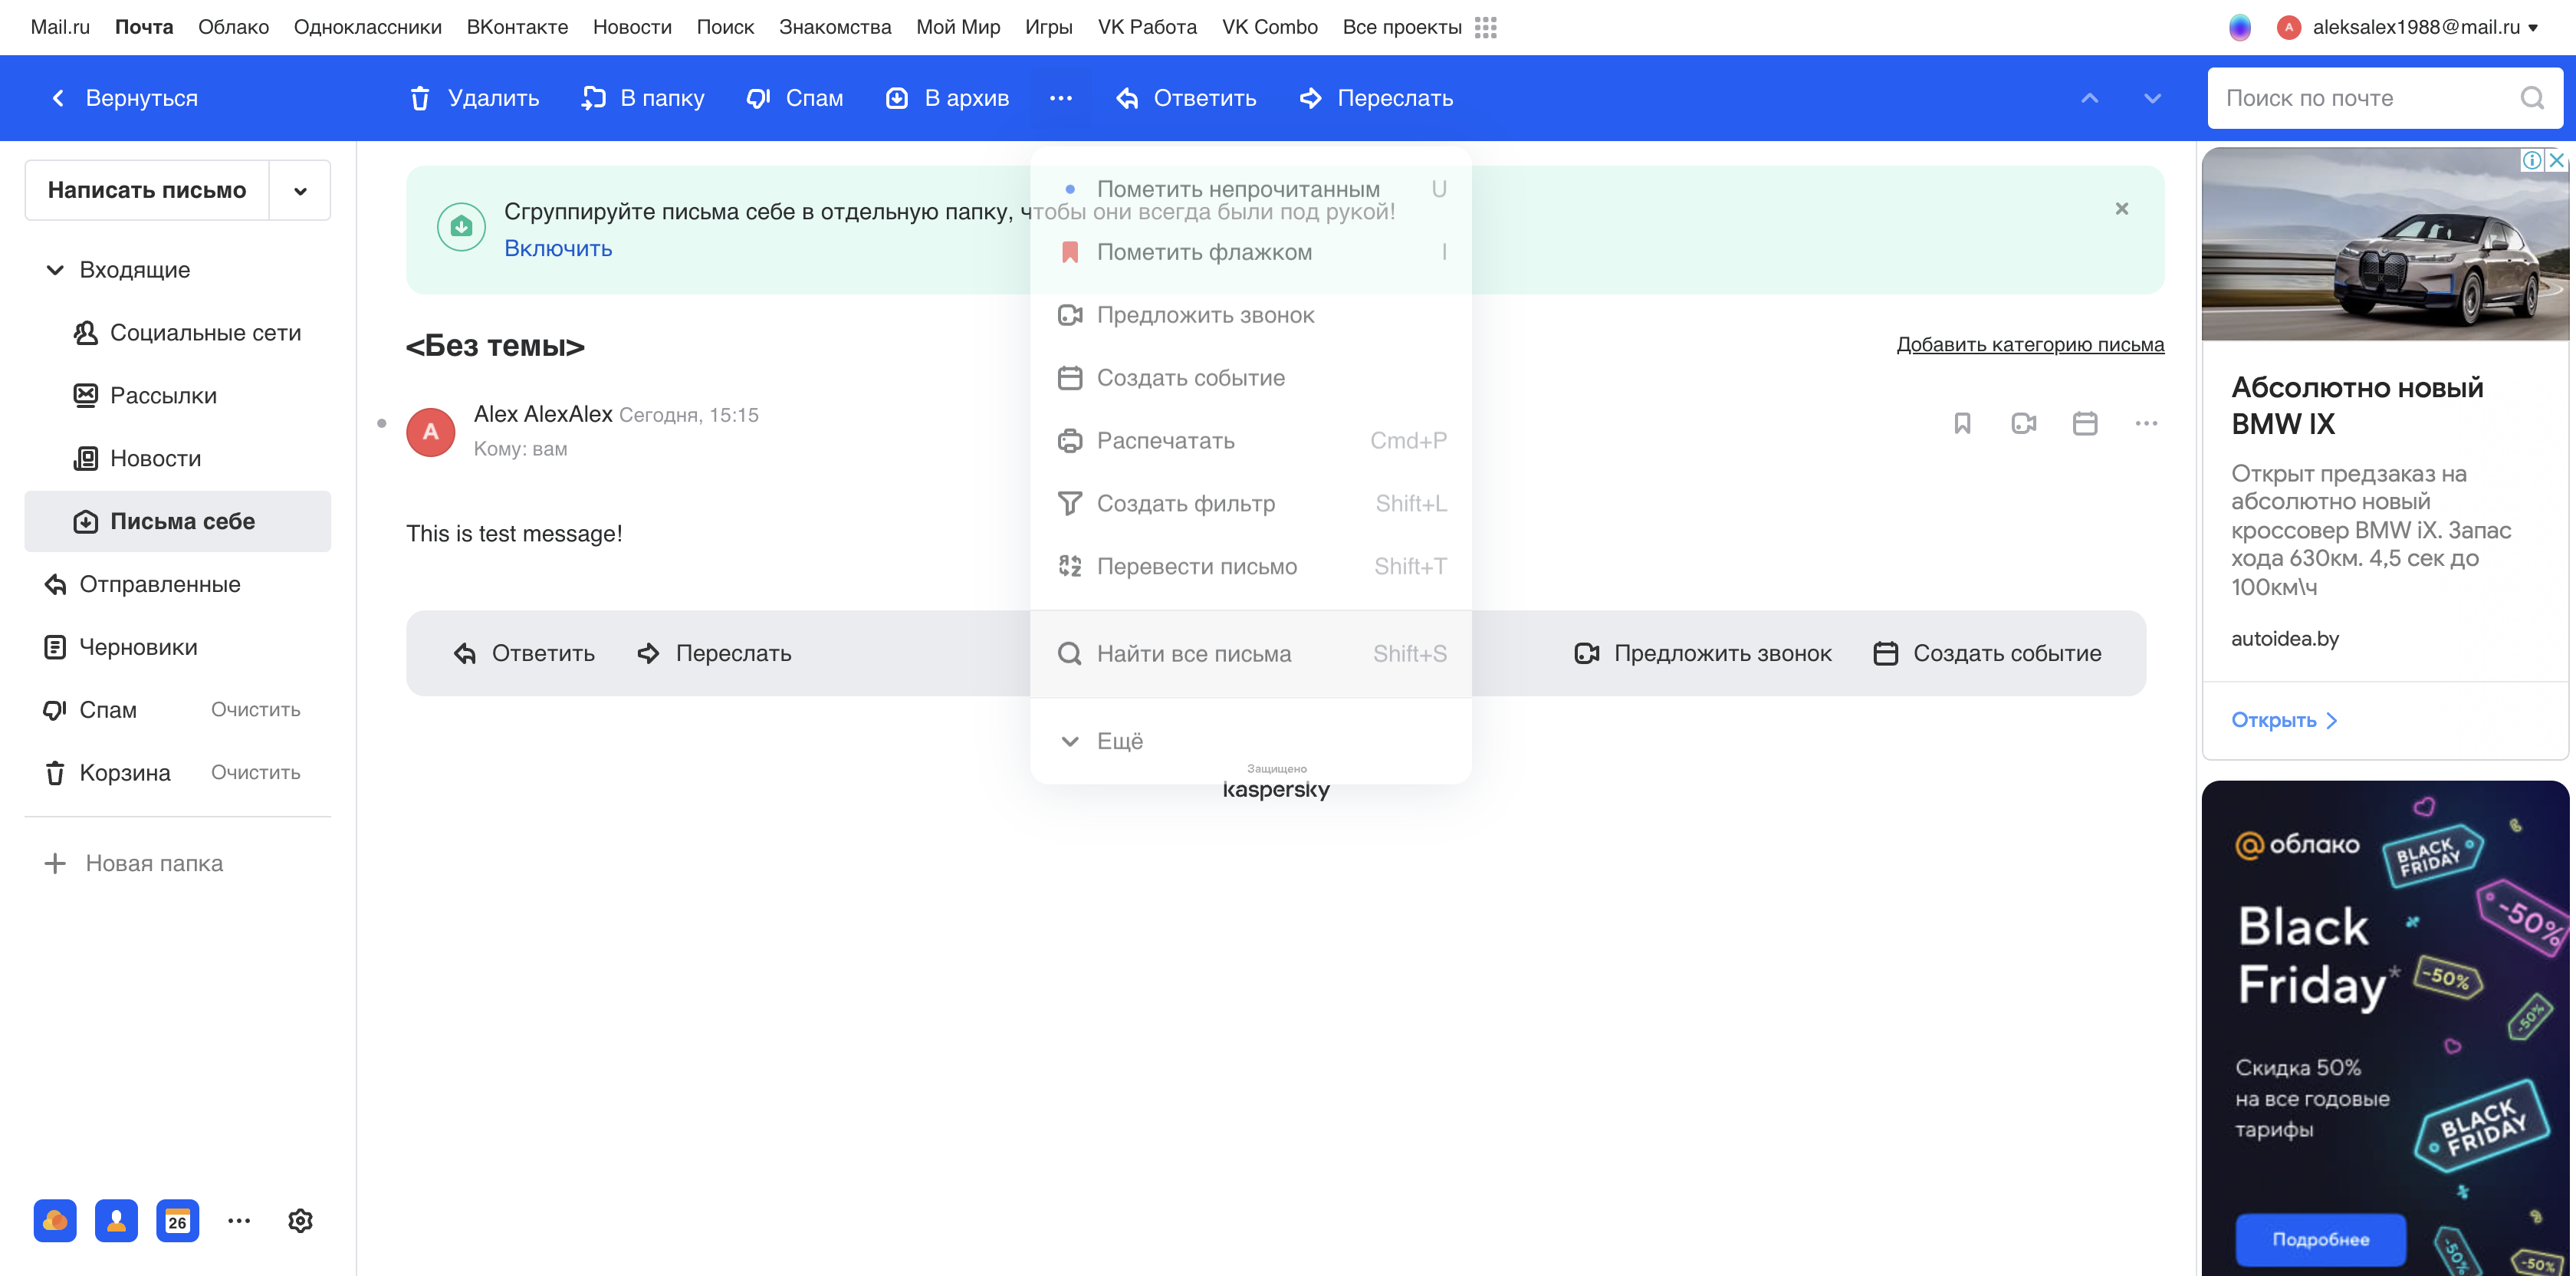 Mail.ru Почта Облако Одноклассники ВКонтакте Новости Поиск Знакомства Мой Мир Игры VK Работа VK Combo Все проекты
A aleksalex1988@mail.ru
Вернуться
Удалить В папку Спам В архив Ответить Переслать
Поиск по почте
Написать письмо
Входящие
Социальные сети
Рассылки
Новости
Письма себе
Отправленные
Черновики
Спам Очистить
Корзина Очистить
Новая папка
26
Сгруппируйте письма себе в отдельную папку, чтобы они всегда были под рукой!
Включить
<Без темы>
Добавить категорию письма
A
Alex AlexAlex Сегодня, 15:15
Кому: вам
This is test message!
Ответить Переслать
Предложить звонок Создать событие
Пометить непрочитанным U
Пометить флажком I
Предложить звонок
Создать событие
Распечатать Cmd+P
Создать фильтр Shift+L
Перевести письмо Shift+T
Найти все письма Shift+S
Ещё
Защищено
kaspersky
Абсолютно новый
BMW IX
Открыт предзаказ на
абсолютно новый
кроссовер BMW iX. Запас
хода 630км. 4,5 сек до
100км\ч
autoidea.by
Открыть
@облако
BLACK
FRIDAY
Black
Friday*
-50%
-50%
-50%
Скидка 50%
на все годовые
тарифы
BLACK
FRIDAY
Подробнее
-50%
-50%